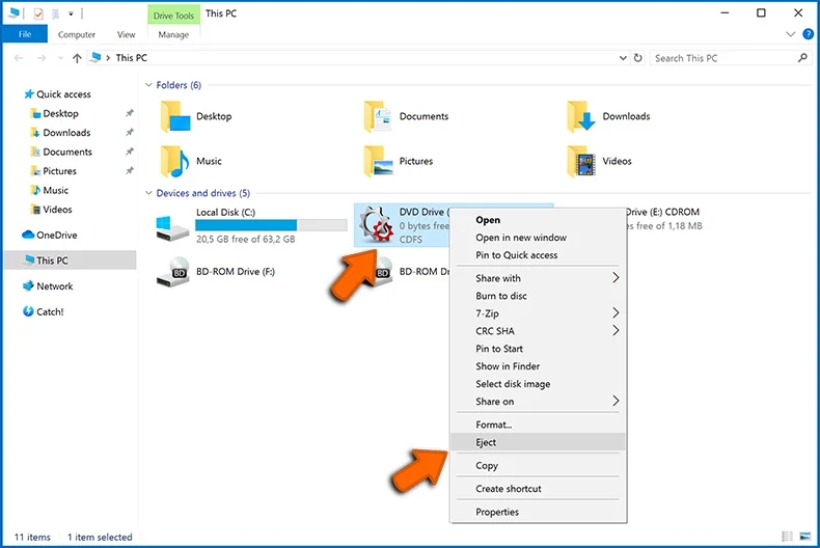 Drive Tools This PC
File Computer View Manage
This PC
Search This PC
Quick access
Desktop
Downloads
Documents
Pictures
Music
Videos
OneDrive
This PC
Network
Catch!
Folders (6)
Desktop Documents Downloads
Music Pictures Videos
Devices and drives (5)
Local Disk (C:)
20,5 GB free of 63,2 GB
DVD Drive (
0 bytes free
CDFS
Drive (E:) CDROM
free of 1,18 MB
BD-ROM Drive (F:)
BD BD-ROM
BD
Open
Open in new window
Pin to Quick access
Share with
Burn to disc
7-Zip
CRC SHA
Pin to Start
Show in Finder
Select disk image
Share on
Format...
Eject
Copy
Create shortcut
Properties
11 items 1 item selected